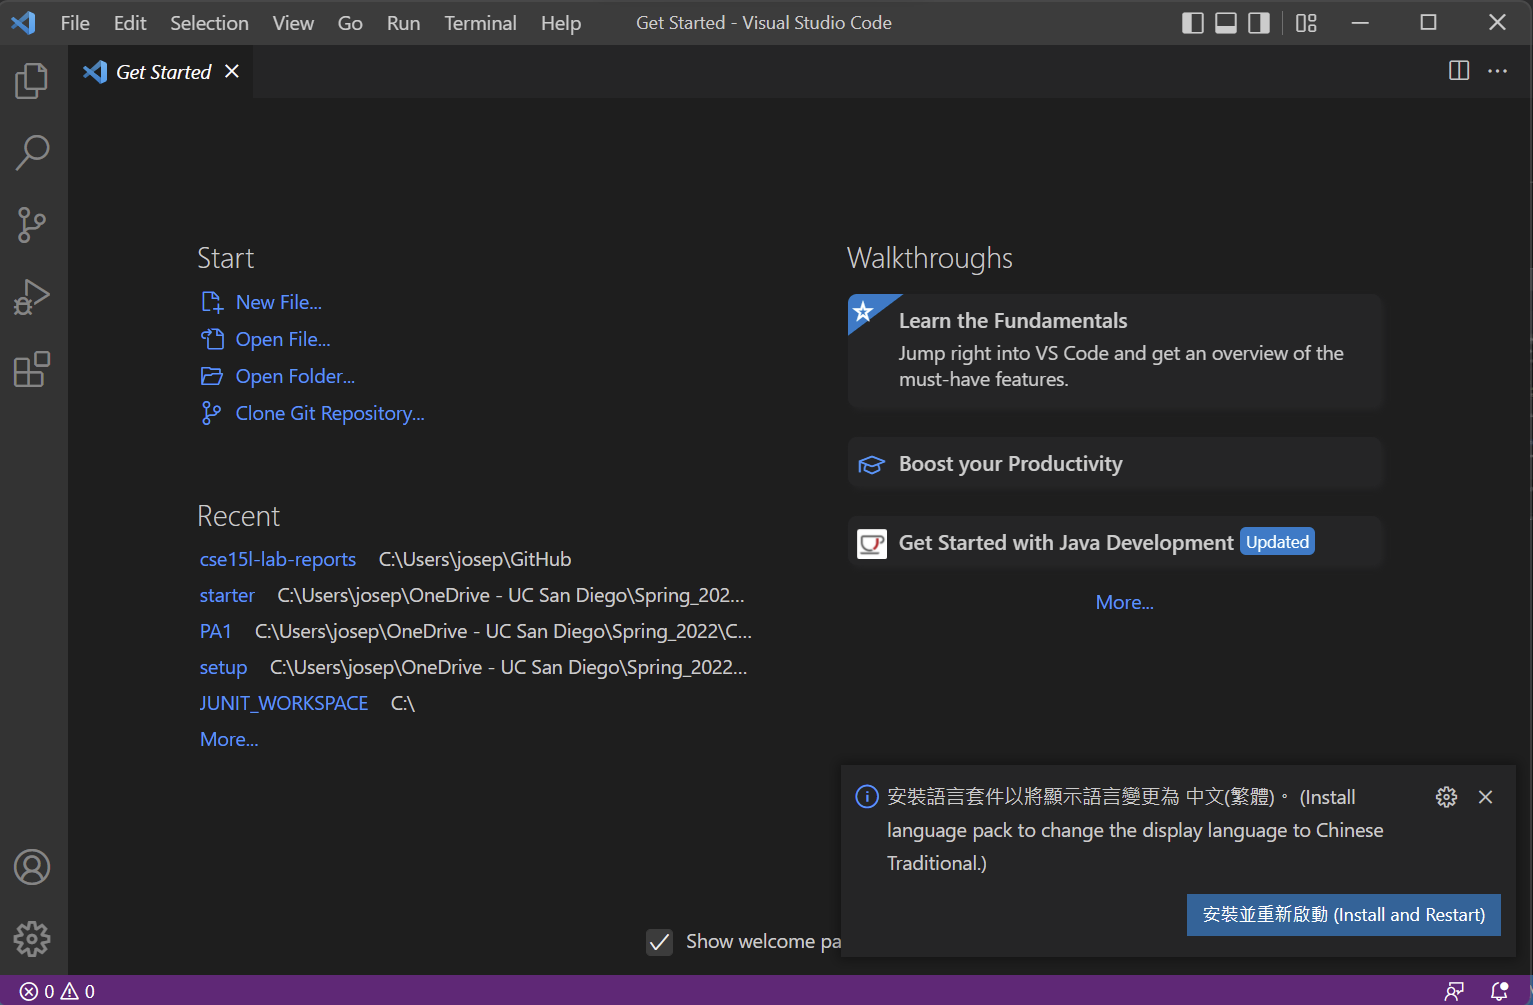 File Edit Selection View Go Run Terminal Help Get Started - Visual Studio Code
Get Started
Start
New File...
Open File...
Open Folder...
Clone Git Repository...
Recent
cse15l-lab-reports C:\Users\josep\GitHub
starter C:\Users\josep\OneDrive - UC San Diego\Spring_202...
PA1 C:\Users\josep\OneDrive - UC San Diego\Spring_2022\C...
setup C:\Users\josep\OneDrive - UC San Diego\Spring_2022...
JUNIT_WORKSPACE C:\
More...
Walkthroughs
Learn the Fundamentals
Jump right into VS Code and get an overview of the
must-have features.
Boost your Productivity
Get Started with Java Development Updated
More...
安裝語言套件以將顯示語言變更為 中文(繁體)。 (Install
language pack to change the display language to Chinese
Traditional.)
安裝並重新啟動 (Install and Restart)
Show welcome pa
0 0